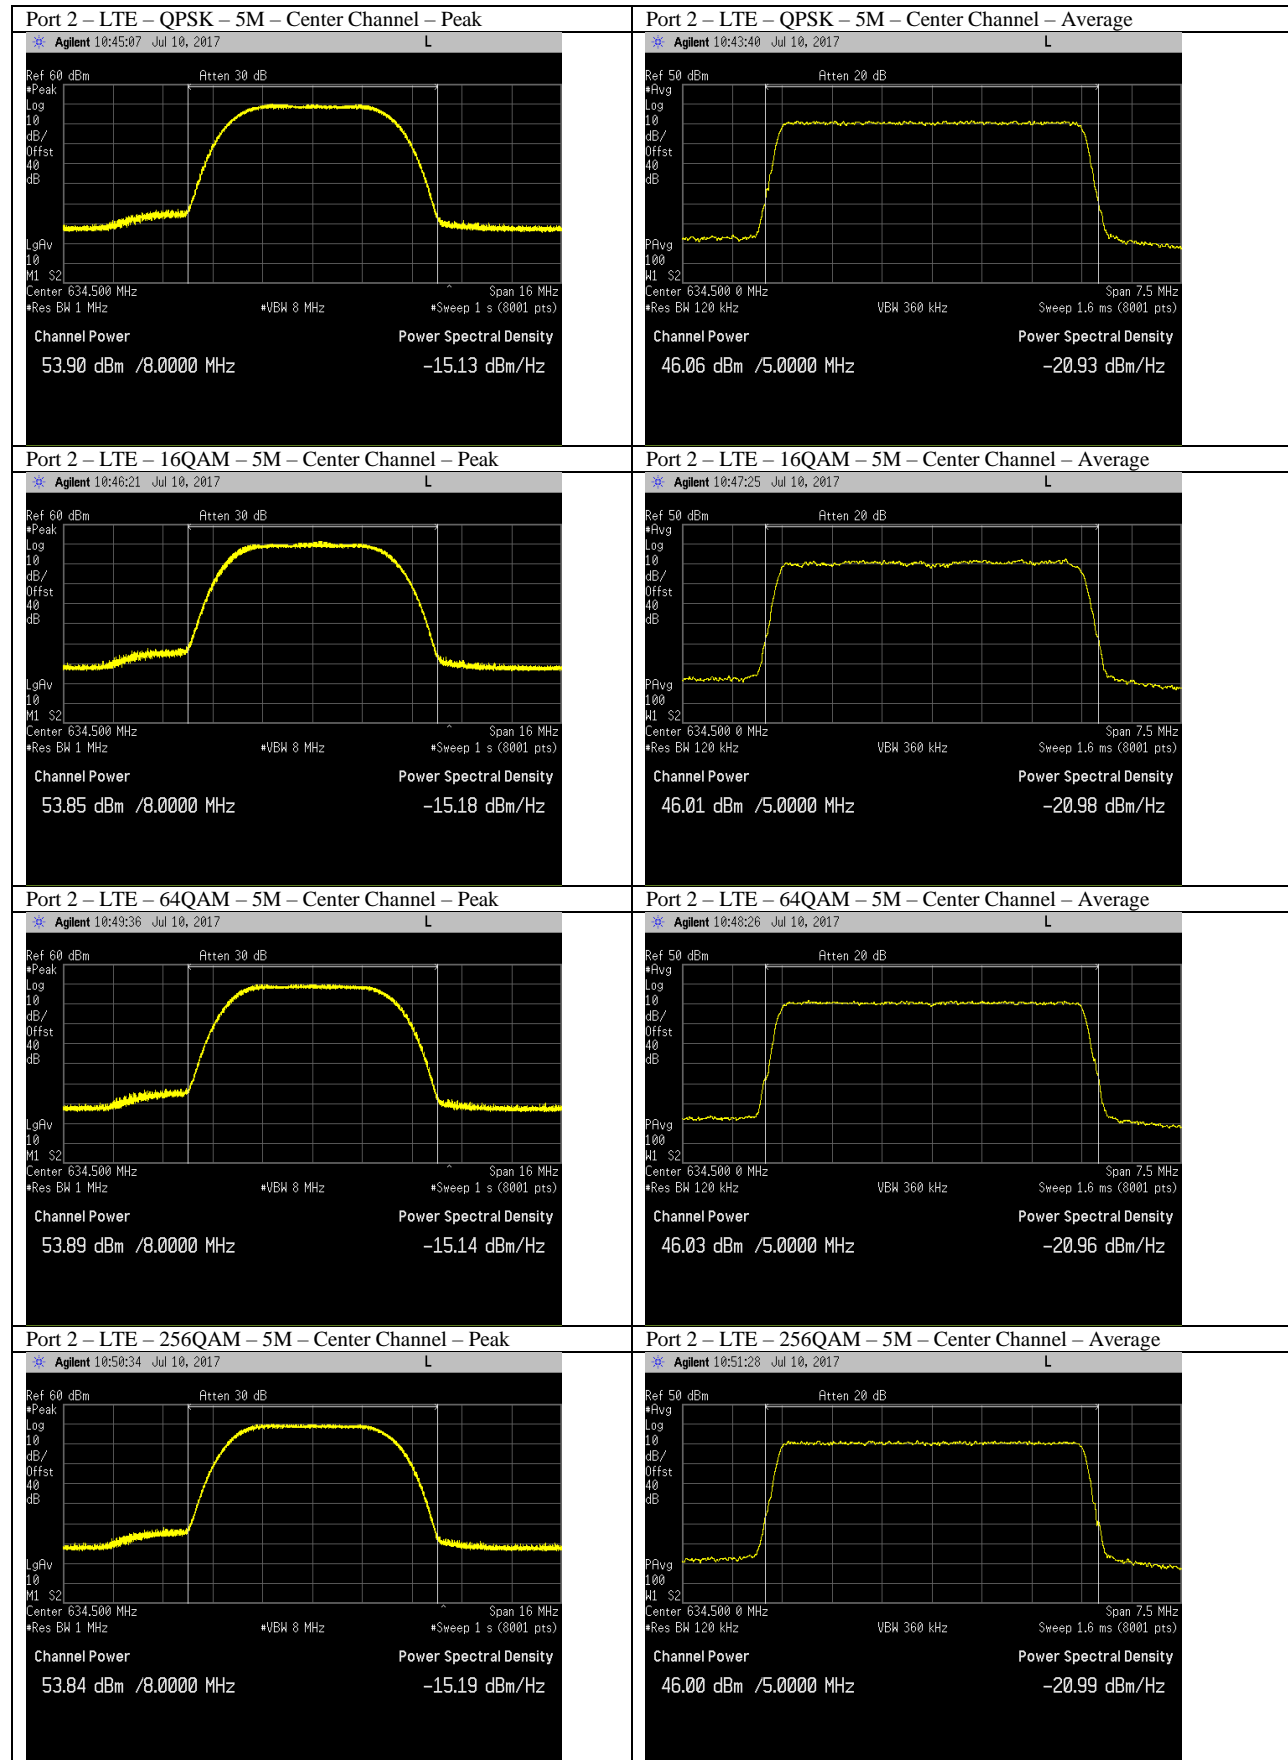 Port 2 – LTE – QPSK – 5M – Center Channel – Peak
Agilent 10:45:07 Jul 10, 2017
L
Ref 60 dBm
Atten 30 dB
#Peak
Log
10
dB/
Offst
40
dB
LgAv
10
M1 S2
Center 634.500 MHz
Span 16 MHz
#Res BW 1 MHz
#VBW 8 MHz
#Sweep 1 s (8001 pts)
Channel Power
Power Spectral Density
53.90 dBm /8.0000 MHz
-15.13 dBm/Hz
Port 2 – LTE – QPSK – 5M – Center Channel – Average
Agilent 10:43:40 Jul 10, 2017
L
Ref 50 dBm
Atten 20 dB
#Avg
Log
10
dB/
Offst
40
dB
PAvg
100
W1 S2
Center 634.500 0 MHz
Span 7.5 MHz
#Res BW 120 kHz
VBW 360 kHz
Sweep 1.6 ms (8001 pts)
Channel Power
Power Spectral Density
46.06 dBm /5.0000 MHz
-20.93 dBm/Hz
Port 2 – LTE – 16QAM – 5M – Center Channel – Peak
Agilent 10:46:21 Jul 10, 2017
L
Ref 60 dBm
Atten 30 dB
#Peak
Log
10
dB/
Offst
40
dB
LgAv
10
M1 S2
Center 634.500 MHz
Span 16 MHz
#Res BW 1 MHz
#VBW 8 MHz
#Sweep 1 s (8001 pts)
Channel Power
Power Spectral Density
53.85 dBm /8.0000 MHz
-15.18 dBm/Hz
Port 2 – LTE – 16QAM – 5M – Center Channel – Average
Agilent 10:47:25 Jul 10, 2017
L
Ref 50 dBm
Atten 20 dB
#Avg
Log
10
dB/
Offst
40
dB
PAvg
100
W1 S2
Center 634.500 0 MHz
Span 7.5 MHz
#Res BW 120 kHz
VBW 360 kHz
Sweep 1.6 ms (8001 pts)
Channel Power
Power Spectral Density
46.01 dBm /5.0000 MHz
-20.98 dBm/Hz
Port 2 – LTE – 64QAM – 5M – Center Channel – Peak
Agilent 10:49:36 Jul 10, 2017
L
Ref 60 dBm
Atten 30 dB
#Peak
Log
10
dB/
Offst
40
dB
LgAv
10
M1 S2
Center 634.500 MHz
Span 16 MHz
#Res BW 1 MHz
#VBW 8 MHz
#Sweep 1 s (8001 pts)
Channel Power
Power Spectral Density
53.89 dBm /8.0000 MHz
-15.14 dBm/Hz
Port 2 – LTE – 64QAM – 5M – Center Channel – Average
Agilent 10:48:26 Jul 10, 2017
L
Ref 50 dBm
Atten 20 dB
#Avg
Log
10
dB/
Offst
40
dB
PAvg
100
W1 S2
Center 634.500 0 MHz
Span 7.5 MHz
#Res BW 120 kHz
VBW 360 kHz
Sweep 1.6 ms (8001 pts)
Channel Power
Power Spectral Density
46.03 dBm /5.0000 MHz
-20.96 dBm/Hz
Port 2 – LTE – 256QAM – 5M – Center Channel – Peak
Agilent 10:50:34 Jul 10, 2017
L
Ref 60 dBm
Atten 30 dB
#Peak
Log
10
dB/
Offst
40
dB
LgAv
10
M1 S2
Center 634.500 MHz
Span 16 MHz
#Res BW 1 MHz
#VBW 8 MHz
#Sweep 1 s (8001 pts)
Channel Power
Power Spectral Density
53.84 dBm /8.0000 MHz
-15.19 dBm/Hz
Port 2 – LTE – 256QAM – 5M – Center Channel – Average
Agilent 10:51:28 Jul 10, 2017
L
Ref 50 dBm
Atten 20 dB
#Avg
Log
10
dB/
Offst
40
dB
PAvg
100
W1 S2
Center 634.500 0 MHz
Span 7.5 MHz
#Res BW 120 kHz
VBW 360 kHz
Sweep 1.6 ms (8001 pts)
Channel Power
Power Spectral Density
46.00 dBm /5.0000 MHz
-20.99 dBm/Hz